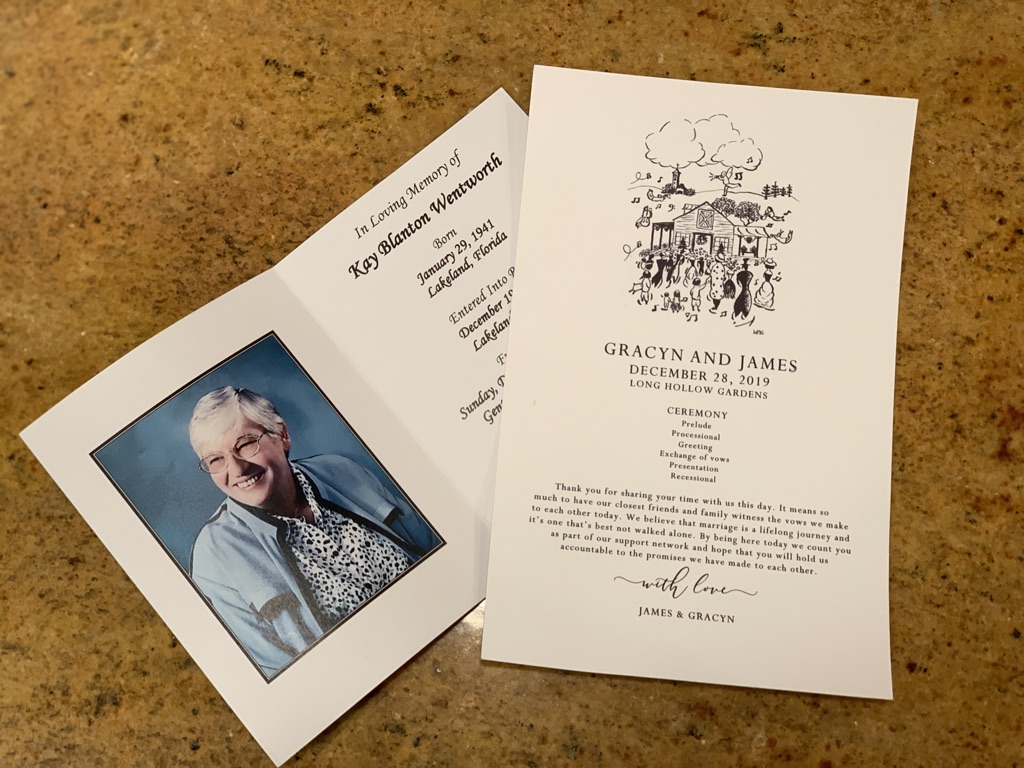 In Loving Memory of
Kay Blanton Wentworth
Born
January 29, 1941
Lakeland, Florida
Entered Into
December
Lakeland
Sunday,
GRACYN AND JAMES
DECEMBER 28, 2019
LONG HOLLOW GARDENS
CEREMONY
Prelude
Processional
Greeting
Exchange of vows
Presentation
Recessional
Thank you for sharing your time with us this day. It means so
much to have our closest friends and family witness the vows we make
to each other today. We believe that marriage is a lifelong journey and
it's one that's best not walked alone. By being here today we count you
as part of our support network and hope that you will hold us
accountable to the promises we have made to each other.
with love
JAMES & GRACYN